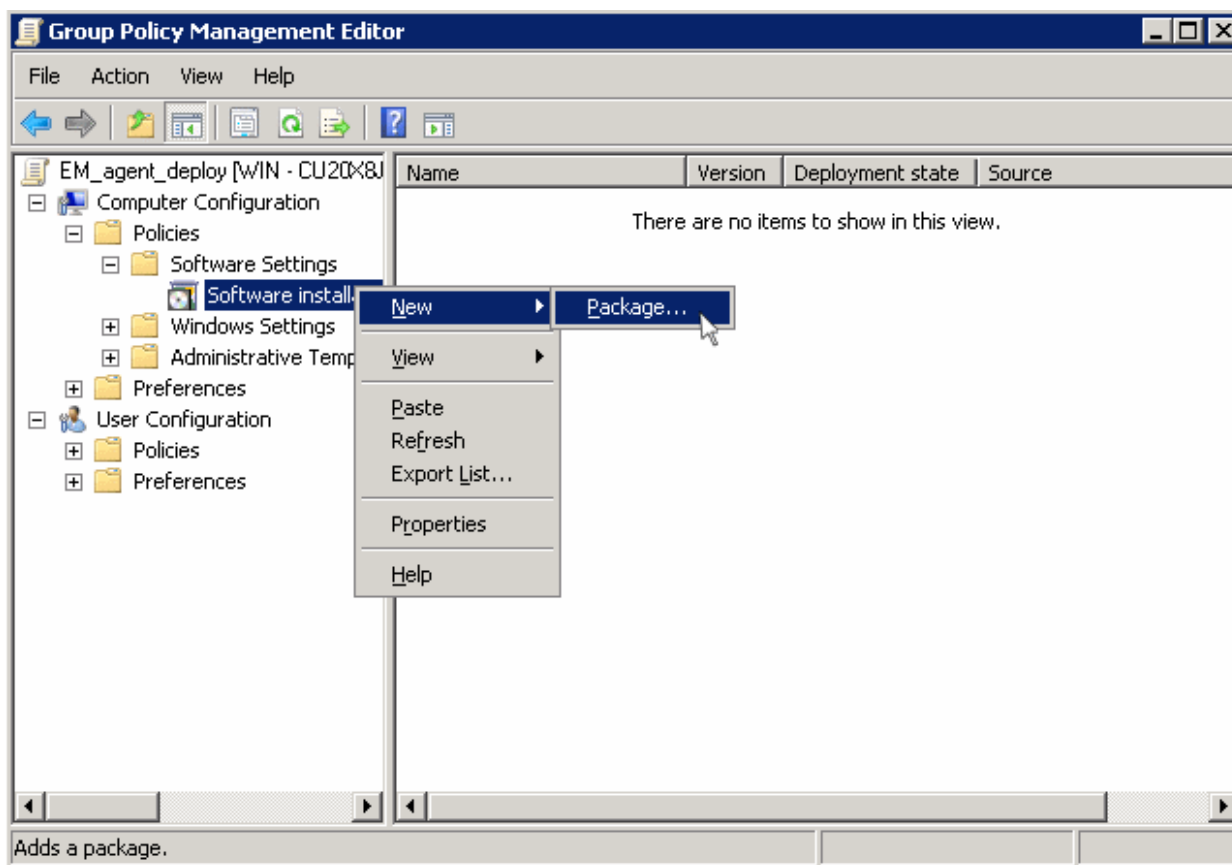 Group Policy Management Editor
File Action View Help
EM_agent_deploy [WIN - CU20X8J
Computer Configuration
Policies
Software Settings
Software install
Windows Settings
Administrative Temp
Preferences
User Configuration
Policies
Preferences
Name Version Deployment state Source
There are no items to show in this view.
New
Package...
View
Paste
Refresh
Export List...
Properties
Help
Adds a package.